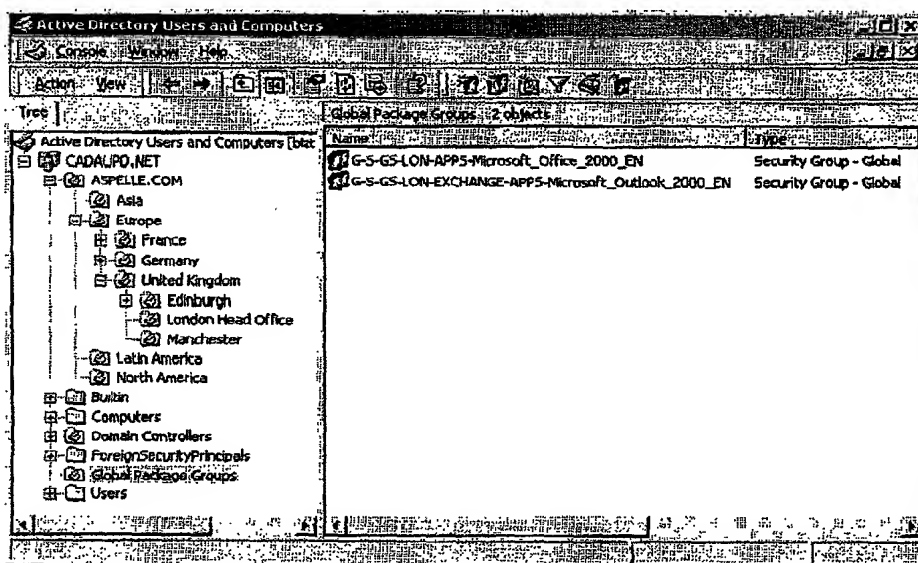 Active Directory Users and Computers
Console Window Help
Action View
Tree
Global Package Groups 2 objects
Active Directory Users and Computers [blat
CADAUPD.NET
ASPELLE.COM
Asia
Europe
France
Germany
United Kingdom
Edinburgh
London Head Office
Manchester
Latin America
North America
Builtin
Computers
Domain Controllers
ForeignSecurityPrincipals
Global Package Groups
Users
Name Type
G-S-GS-LON-APPS-Microsoft_Office_2000_EN Security Group - Global
G-S-GS-LON-EXCHANGE-APPS-Microsoft_Outlook_2000_EN Security Group - Global